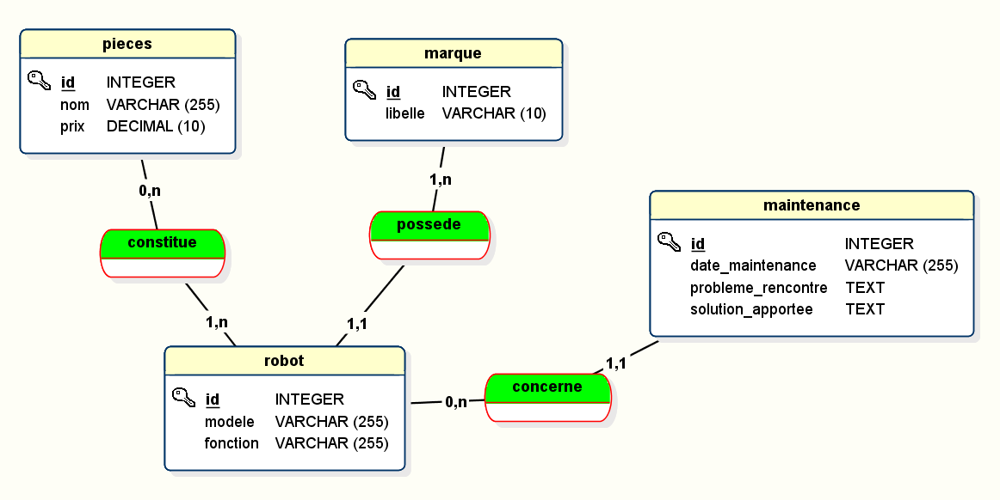 pieces
id INTEGER
nom VARCHAR (255)
prix DECIMAL (10)
marque
id INTEGER
libelle VARCHAR (10)
0,n
1,n
constitue
possede
maintenance
id INTEGER
date_maintenance VARCHAR (255)
probleme_rencontre TEXT
solution_apportee TEXT
1,n
1,1
robot
id INTEGER
modele VARCHAR (255)
fonction VARCHAR (255)
0,n
concerne
1,1